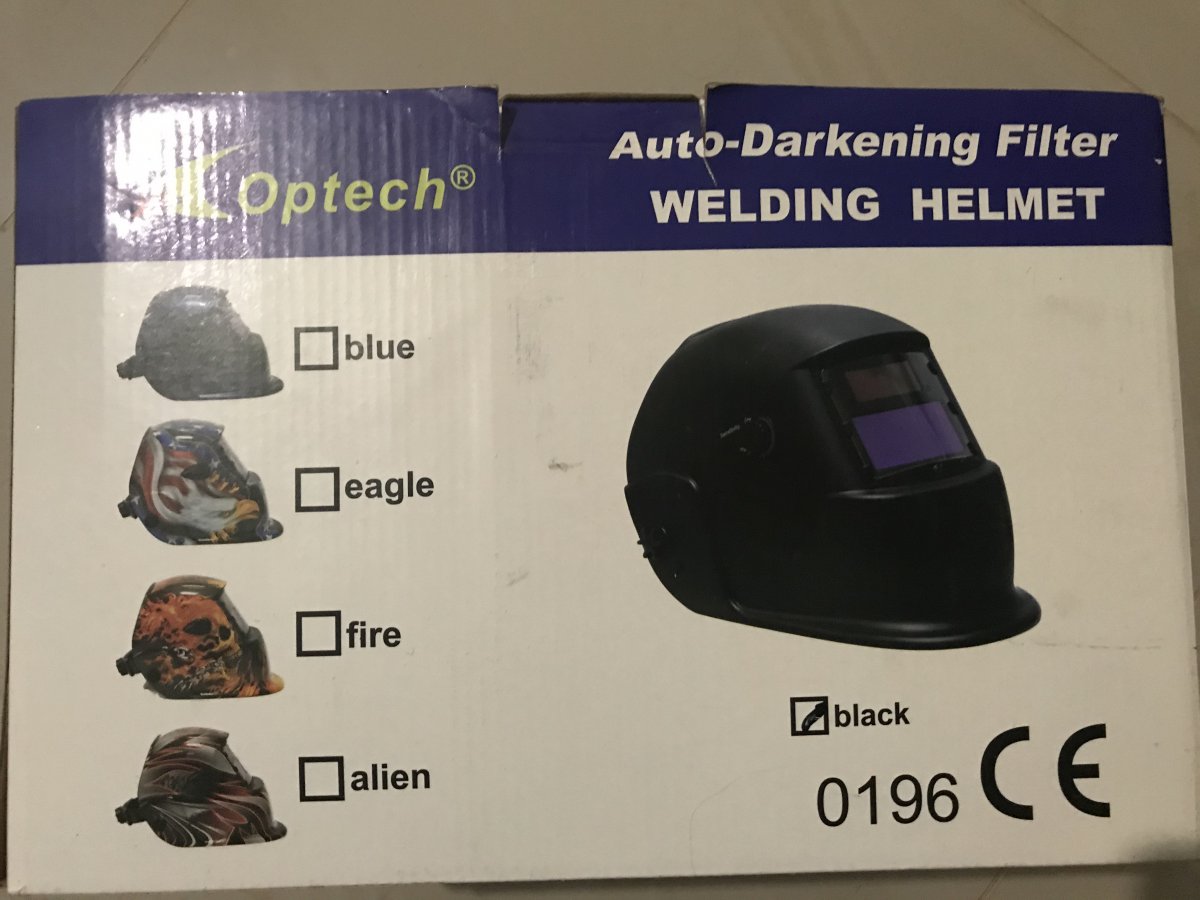 Optech®
Auto-Darkening Filter
WELDING HELMET
blue
eagle
fire
alien
black
0196 CE